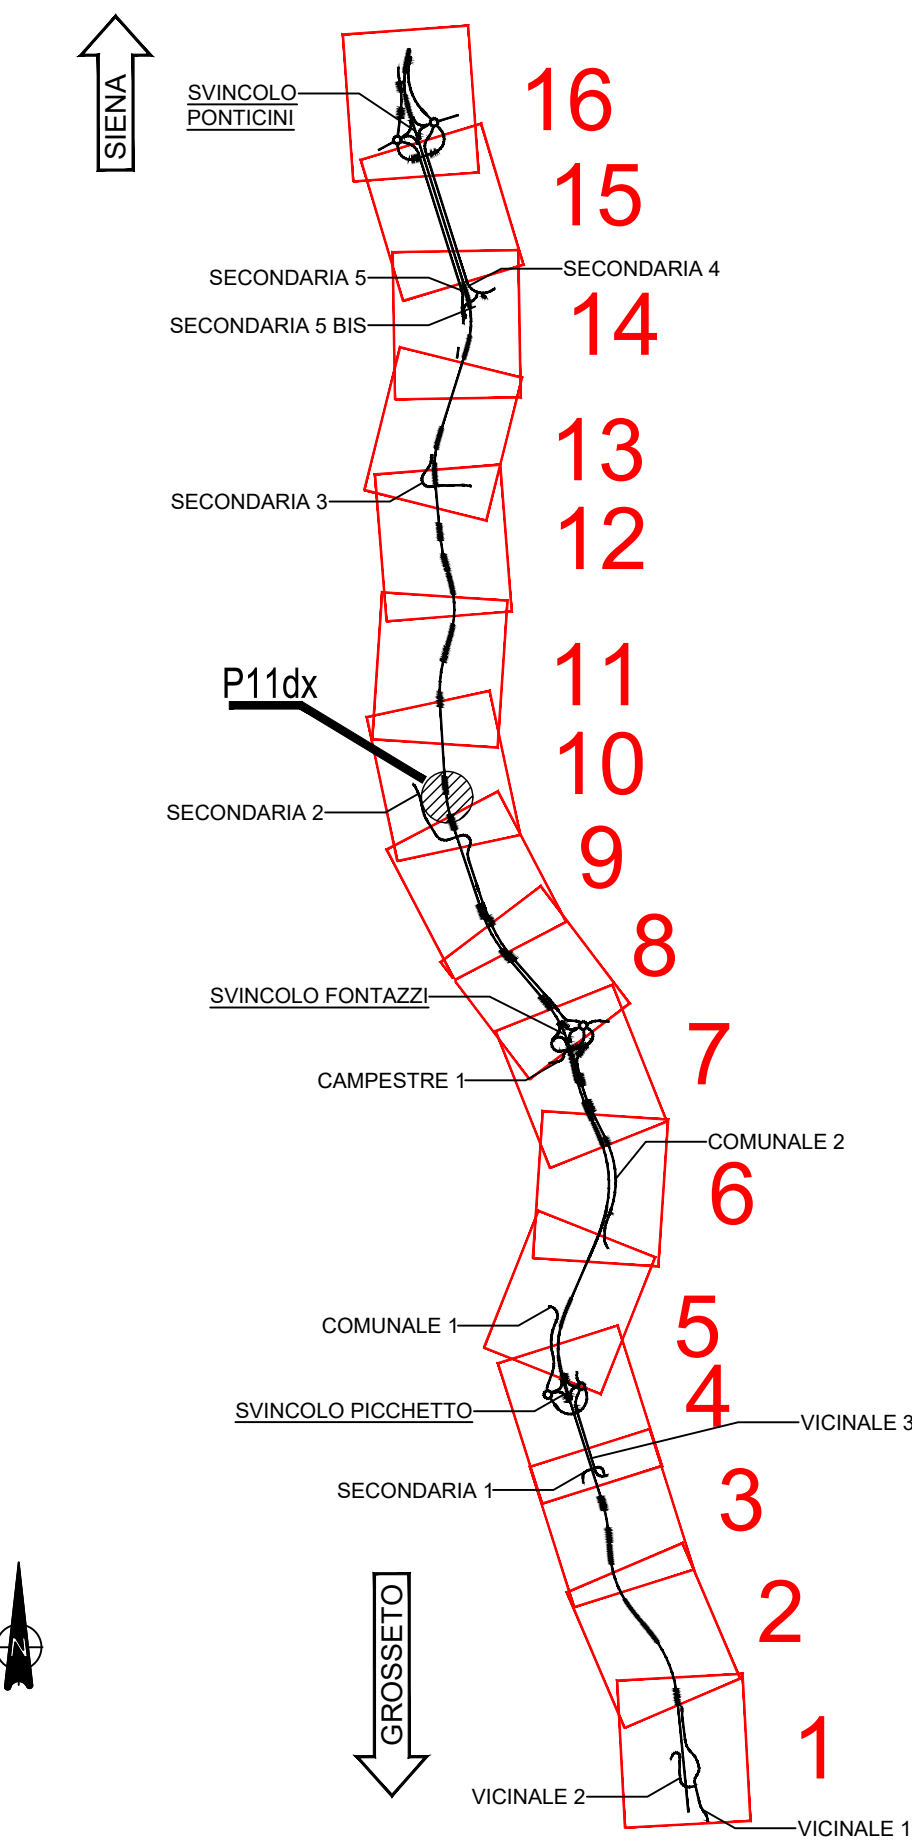 SIENA
SVINCOLO
PONTICINI
16
15
SECONDARIA 5
SECONDARIA 4
SECONDARIA 5 BIS
14
13
SECONDARIA 3
12
P11dx
11
10
SECONDARIA 2
9
8
SVINCOLO FONTAZZI
7
CAMPESTRE 1
COMUNALE 2
6
COMUNALE 1
5
4
SVINCOLO PICCHETTO
VICINALE 3
SECONDARIA 1
3
2
GROSSETO
N
1
VICINALE 2
VICINALE 1